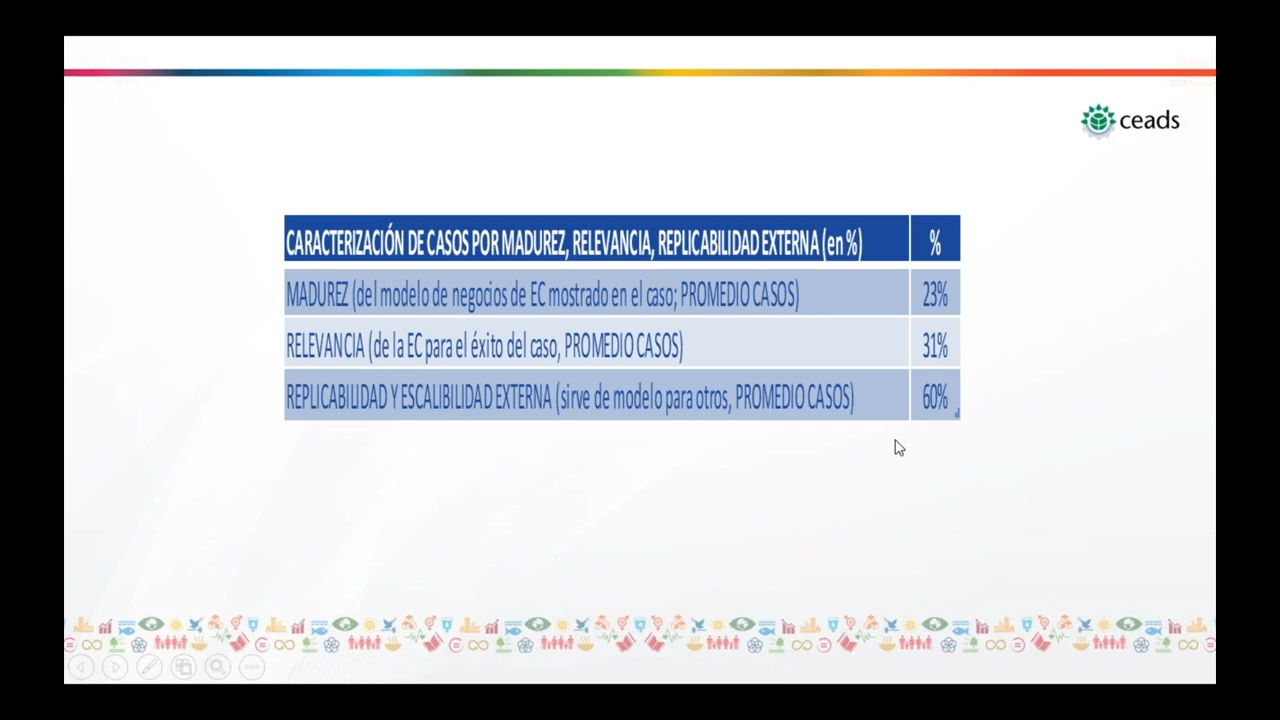 ceads
CARACTERIZACIÓN DE CASOS POR MADUREZ, RELEVANCIA, REPLICABILIDAD EXTERNA (en %) %
MADUREZ (del modelo de negocios de EC mostrado en el caso; PROMEDIO CASOS) 23%
RELEVANCIA (de la EC para el éxito del caso, PROMEDIO CASOS) 31%
REPLICABILIDAD Y ESCALIBILIDAD EXTERNA (sirve de modelo para otros, PROMEDIO CASOS) 60%